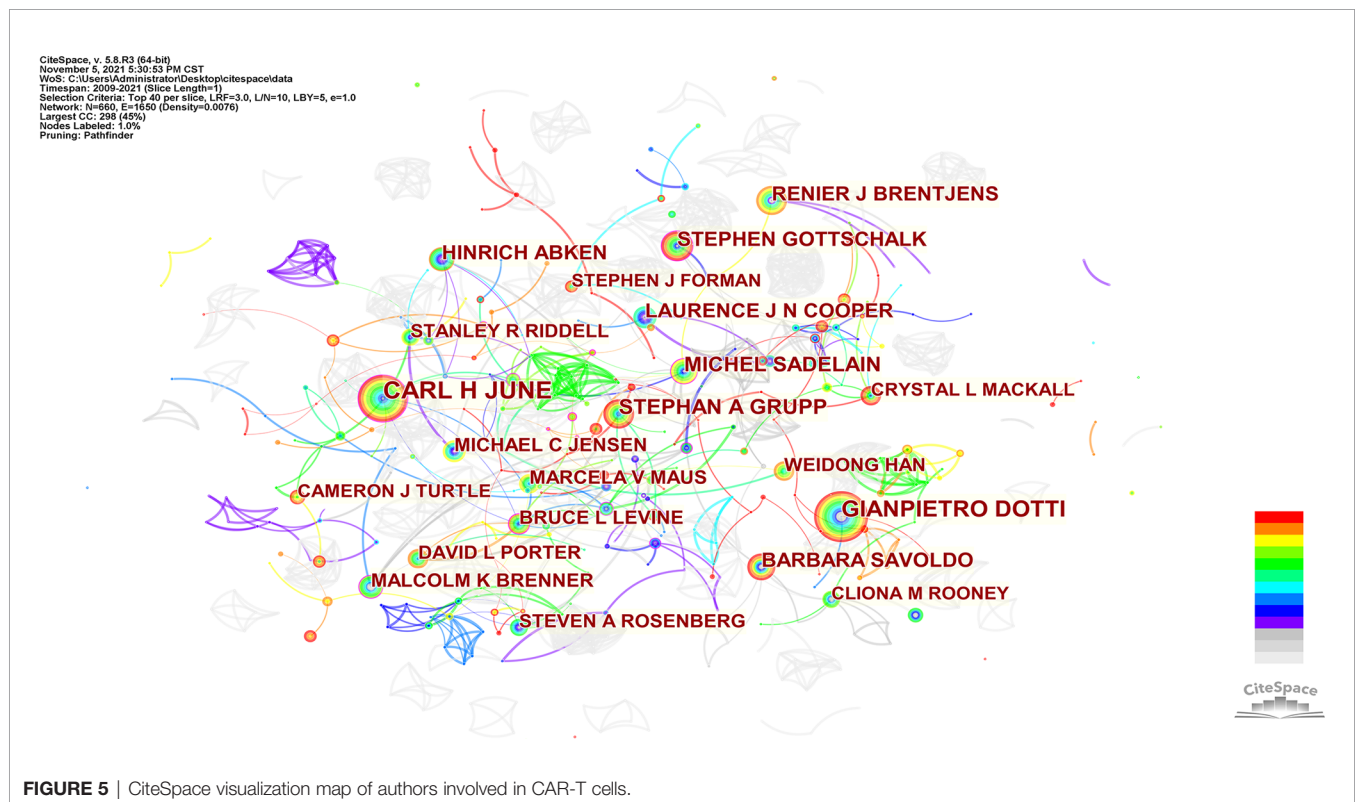 CiteSpace, v. 5.8.R3 (64-bit)
November 5, 2021 5:30:53 PM CST
WoS: C:\Users\Administrator\Desktop\citespace\data
Timespan: 2009-2021 (Slice Length=1)
Selection Criteria: Top 40 per slice, LRF=3.0, L/N=10, LBY=5, e=1.0
Network: N=660, E=1650 (Density=0.0076)
Largest CC: 298 (45%)
Nodes Labeled: 1.0%
Pruning: Pathfinder
RENIER J BRENTJENS
STEPHEN GOTTSCHALK
HINRICH ABKEN
STEPHEN J FORMAN
LAURENCE J N COOPER
STANLEY R RIDDELL
MICHEL SADELAIN
CARL H JUNE
CRYSTAL L MACKALL
STEPHAN A GRUPP
MICHAEL C JENSEN
WEIDONG HAN
MARCELA V MAUS
CAMERON J TURTLE
GIANPIETRO DOTTI
BRUCE L LEVINE
DAVID L PORTER
BARBARA SAVOLDO
MALCOLM K BRENNER
CLIONA M ROONEY
STEVEN A ROSENBERG
CiteSpace
FIGURE 5 | CiteSpace visualization map of authors involved in CAR-T cells.